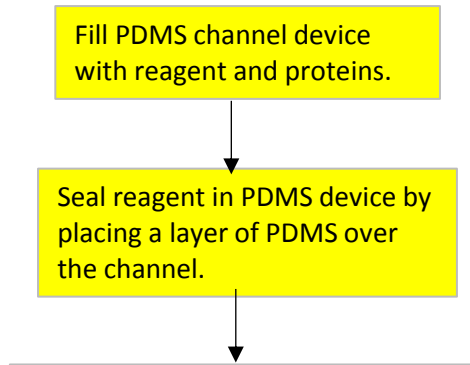 Fill PDMS channel device
with reagent and proteins.
Seal reagent in PDMS device by
placing a layer of PDMS over
the channel.